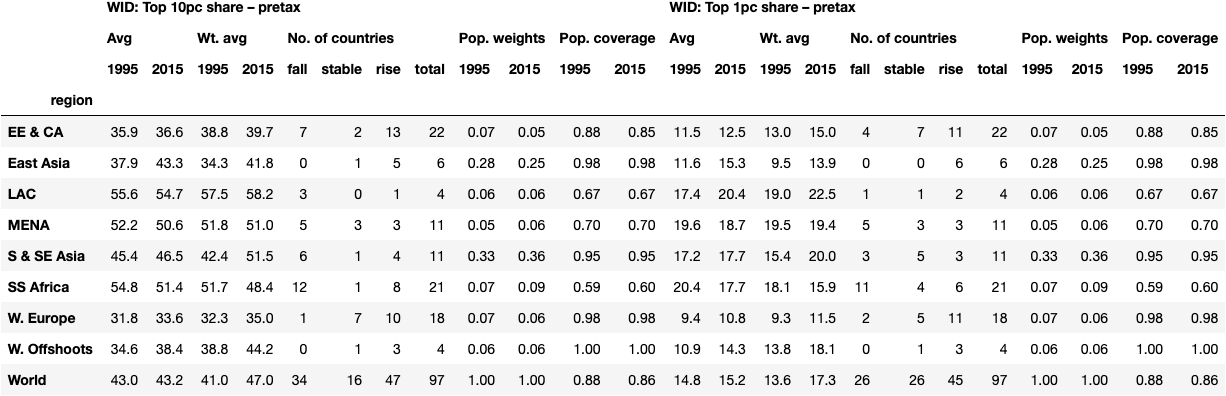 WID: Top 10pc share – pretax WID: Top 1pc share – pretax
Avg Wt. avg No. of countries Pop. weights Pop. coverage Avg Wt. avg No. of countries Pop. weights Pop. coverage
1995 2015 1995 2015 fall stable rise total 1995 2015 1995 2015 1995 2015 1995 2015 fall stable rise total 1995 2015 1995 2015
region
EE & CA 35.9 36.6 38.8 39.7 7 2 13 22 0.07 0.05 0.88 0.85 11.5 12.5 13.0 15.0 4 7 11 22 0.07 0.05 0.88 0.85
East Asia 37.9 43.3 34.3 41.8 0 1 5 6 0.28 0.25 0.98 0.98 11.6 15.3 9.5 13.9 0 0 6 6 0.28 0.25 0.98 0.98
LAC 55.6 54.7 57.5 58.2 3 0 1 4 0.06 0.06 0.67 0.67 17.4 20.4 19.0 22.5 1 1 2 4 0.06 0.06 0.67 0.67
MENA 52.2 50.6 51.8 51.0 5 3 3 11 0.05 0.06 0.70 0.70 19.6 18.7 19.5 19.4 5 3 3 11 0.05 0.06 0.70 0.70
S & SE Asia 45.4 46.5 42.4 51.5 6 1 4 11 0.33 0.36 0.95 0.95 17.2 17.7 15.4 20.0 3 5 3 11 0.33 0.36 0.95 0.95
SS Africa 54.8 51.4 51.7 48.4 12 1 8 21 0.07 0.09 0.59 0.60 20.4 17.7 18.1 15.9 11 4 6 21 0.07 0.09 0.59 0.60
W. Europe 31.8 33.6 32.3 35.0 1 7 10 18 0.07 0.06 0.98 0.98 9.4 10.8 9.3 11.5 2 5 11 18 0.07 0.06 0.98 0.98
W. Offshoots 34.6 38.4 38.8 44.2 0 1 3 4 0.06 0.06 1.00 1.00 10.9 14.3 13.8 18.1 0 1 3 4 0.06 0.06 1.00 1.00
World 43.0 43.2 41.0 47.0 34 16 47 97 1.00 1.00 0.88 0.86 14.8 15.2 13.6 17.3 26 26 45 97 1.00 1.00 0.88 0.86